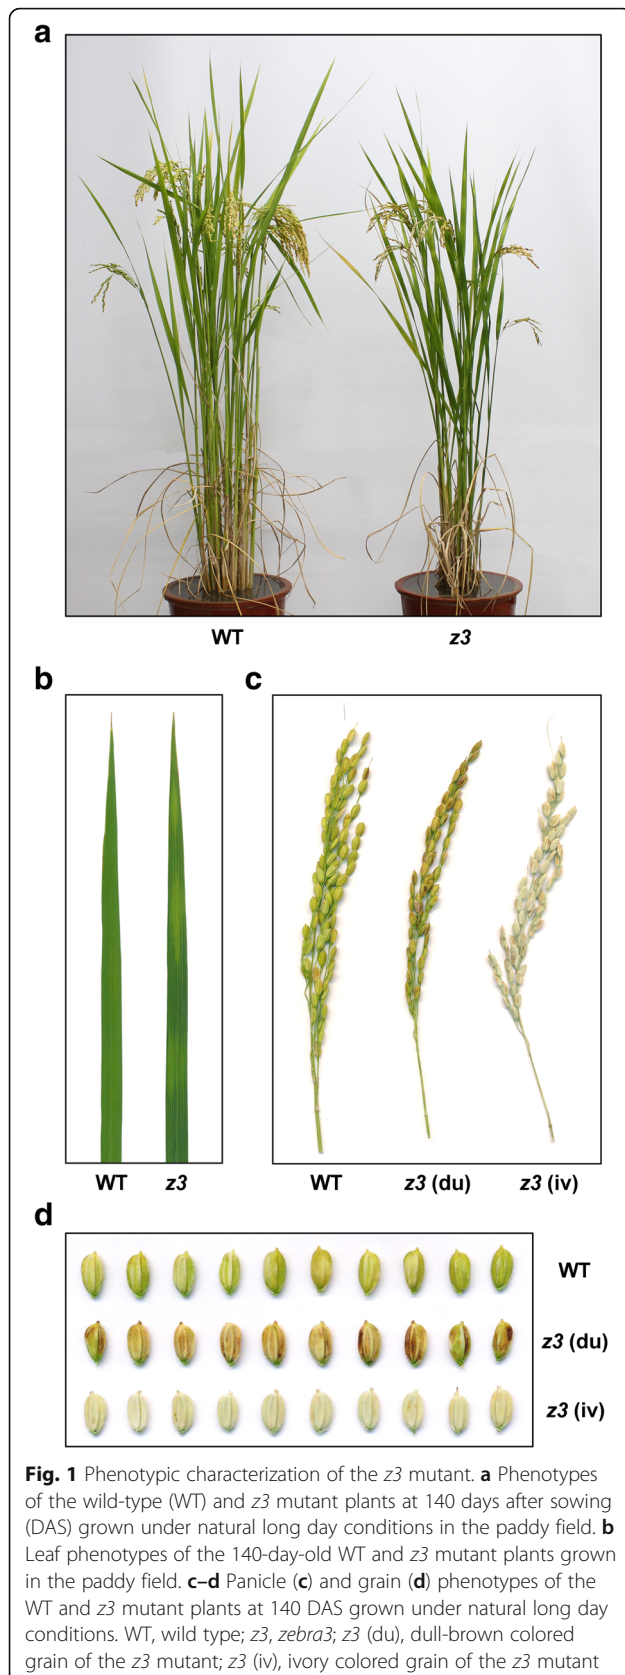 a
WT z3
b c
WT z3 WT z3 (du) z3 (iv)
d
WT
z3 (du)
z3 (iv)
Fig. 1 Phenotypic characterization of the z3 mutant. a Phenotypes
of the wild-type (WT) and z3 mutant plants at 140 days after sowing
(DAS) grown under natural long day conditions in the paddy field. b
Leaf phenotypes of the 140-day-old WT and z3 mutant plants grown
in the paddy field. c–d Panicle (c) and grain (d) phenotypes of the
WT and z3 mutant plants at 140 DAS grown under natural long day
conditions. WT, wild type; z3, zebra3; z3 (du), dull-brown colored
grain of the z3 mutant; z3 (iv), ivory colored grain of the z3 mutant